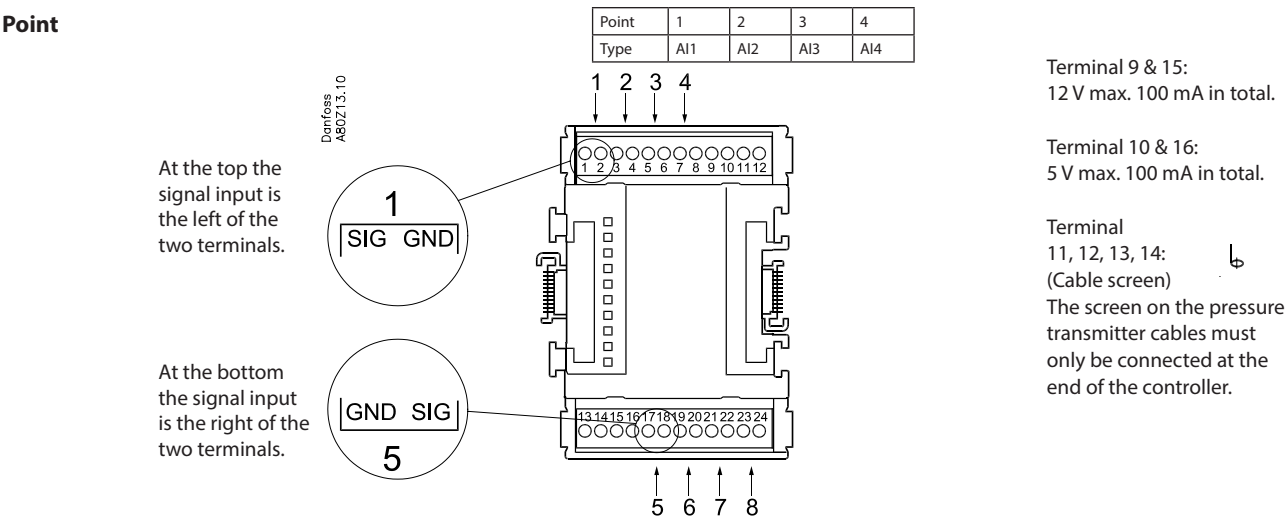 Point
Point 1 2 3 4
Type AI1 AI2 AI3 AI4
1 2 3 4
Danfoss
A80Z13.10
At the top the
signal input is
the left of the
two terminals.
1
SIG GND
1 2 3 4 5 6 7 8 9 10 11 12
At the bottom
the signal input
is the right of the
two terminals.
GND SIG
5
13 14 15 16 17 18 19 20 21 22 23 24
5 6 7 8
Terminal 9 & 15:
12 V max. 100 mA in total.
Terminal 10 & 16:
5 V max. 100 mA in total.
Terminal
11, 12, 13, 14:
(Cable screen)
The screen on the pressure
transmitter cables must
only be connected at the
end of the controller.